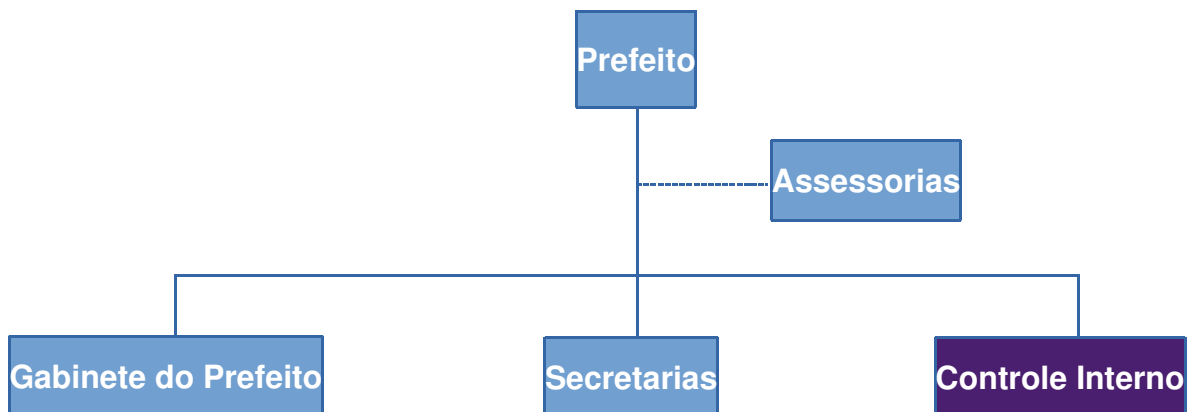 Prefeito
Assessorias
Gabinete do Prefeito
Secretarias
Controle Interno